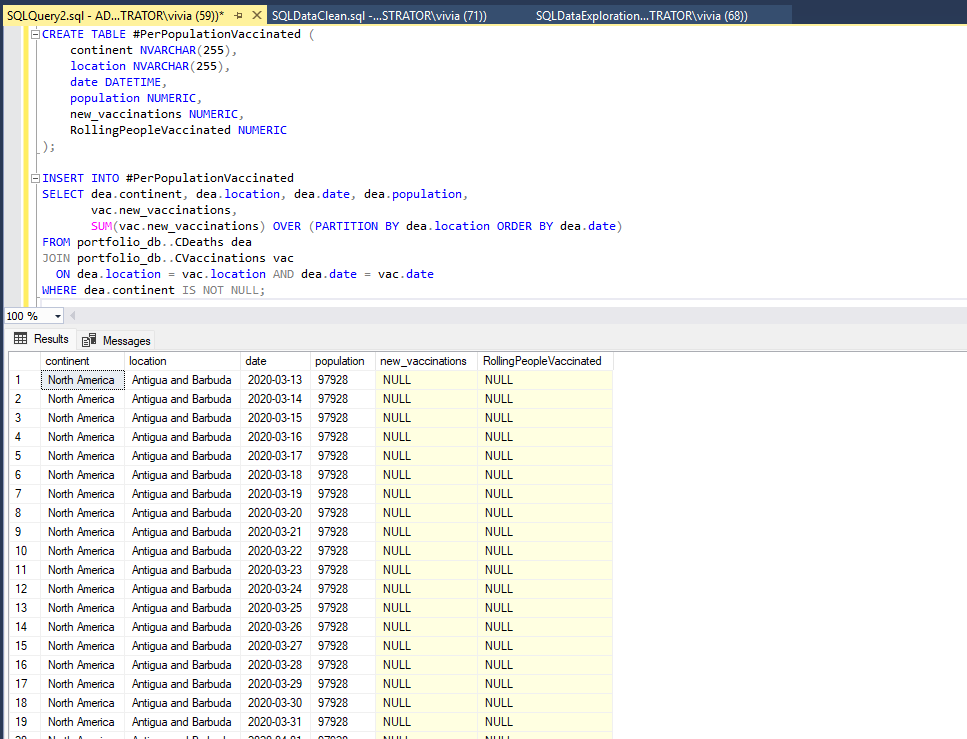 SQLQuery2.sql - AD...TRATOR\vivia (59))* SQLDataClean.sql -...STRATOR\vivia (71)) SQLDataExploration...TRATOR\vivia (68))
CREATE TABLE #PerPopulationVaccinated (
continent NVARCHAR(255),
location NVARCHAR(255),
date DATETIME,
population NUMERIC,
new_vaccinations NUMERIC,
RollingPeopleVaccinated NUMERIC
);
INSERT INTO #PerPopulationVaccinated
SELECT dea.continent, dea.location, dea.date, dea.population,
vac.new_vaccinations,
SUM(vac.new_vaccinations) OVER (PARTITION BY dea.location ORDER BY dea.date)
FROM portfolio_db..CDeaths dea
JOIN portfolio_db..CVaccinations vac
ON dea.location = vac.location AND dea.date = vac.date
WHERE dea.continent IS NOT NULL;
100 %
Results Messages
continent location date population new_vaccinations RollingPeopleVaccinated
1 North America Antigua and Barbuda 2020-03-13 97928 NULL NULL
2 North America Antigua and Barbuda 2020-03-14 97928 NULL NULL
3 North America Antigua and Barbuda 2020-03-15 97928 NULL NULL
4 North America Antigua and Barbuda 2020-03-16 97928 NULL NULL
5 North America Antigua and Barbuda 2020-03-17 97928 NULL NULL
6 North America Antigua and Barbuda 2020-03-18 97928 NULL NULL
7 North America Antigua and Barbuda 2020-03-19 97928 NULL NULL
8 North America Antigua and Barbuda 2020-03-20 97928 NULL NULL
9 North America Antigua and Barbuda 2020-03-21 97928 NULL NULL
10 North America Antigua and Barbuda 2020-03-22 97928 NULL NULL
11 North America Antigua and Barbuda 2020-03-23 97928 NULL NULL
12 North America Antigua and Barbuda 2020-03-24 97928 NULL NULL
13 North America Antigua and Barbuda 2020-03-25 97928 NULL NULL
14 North America Antigua and Barbuda 2020-03-26 97928 NULL NULL
15 North America Antigua and Barbuda 2020-03-27 97928 NULL NULL
16 North America Antigua and Barbuda 2020-03-28 97928 NULL NULL
17 North America Antigua and Barbuda 2020-03-29 97928 NULL NULL
18 North America Antigua and Barbuda 2020-03-30 97928 NULL NULL
19 North America Antigua and Barbuda 2020-03-31 97928 NULL NULL